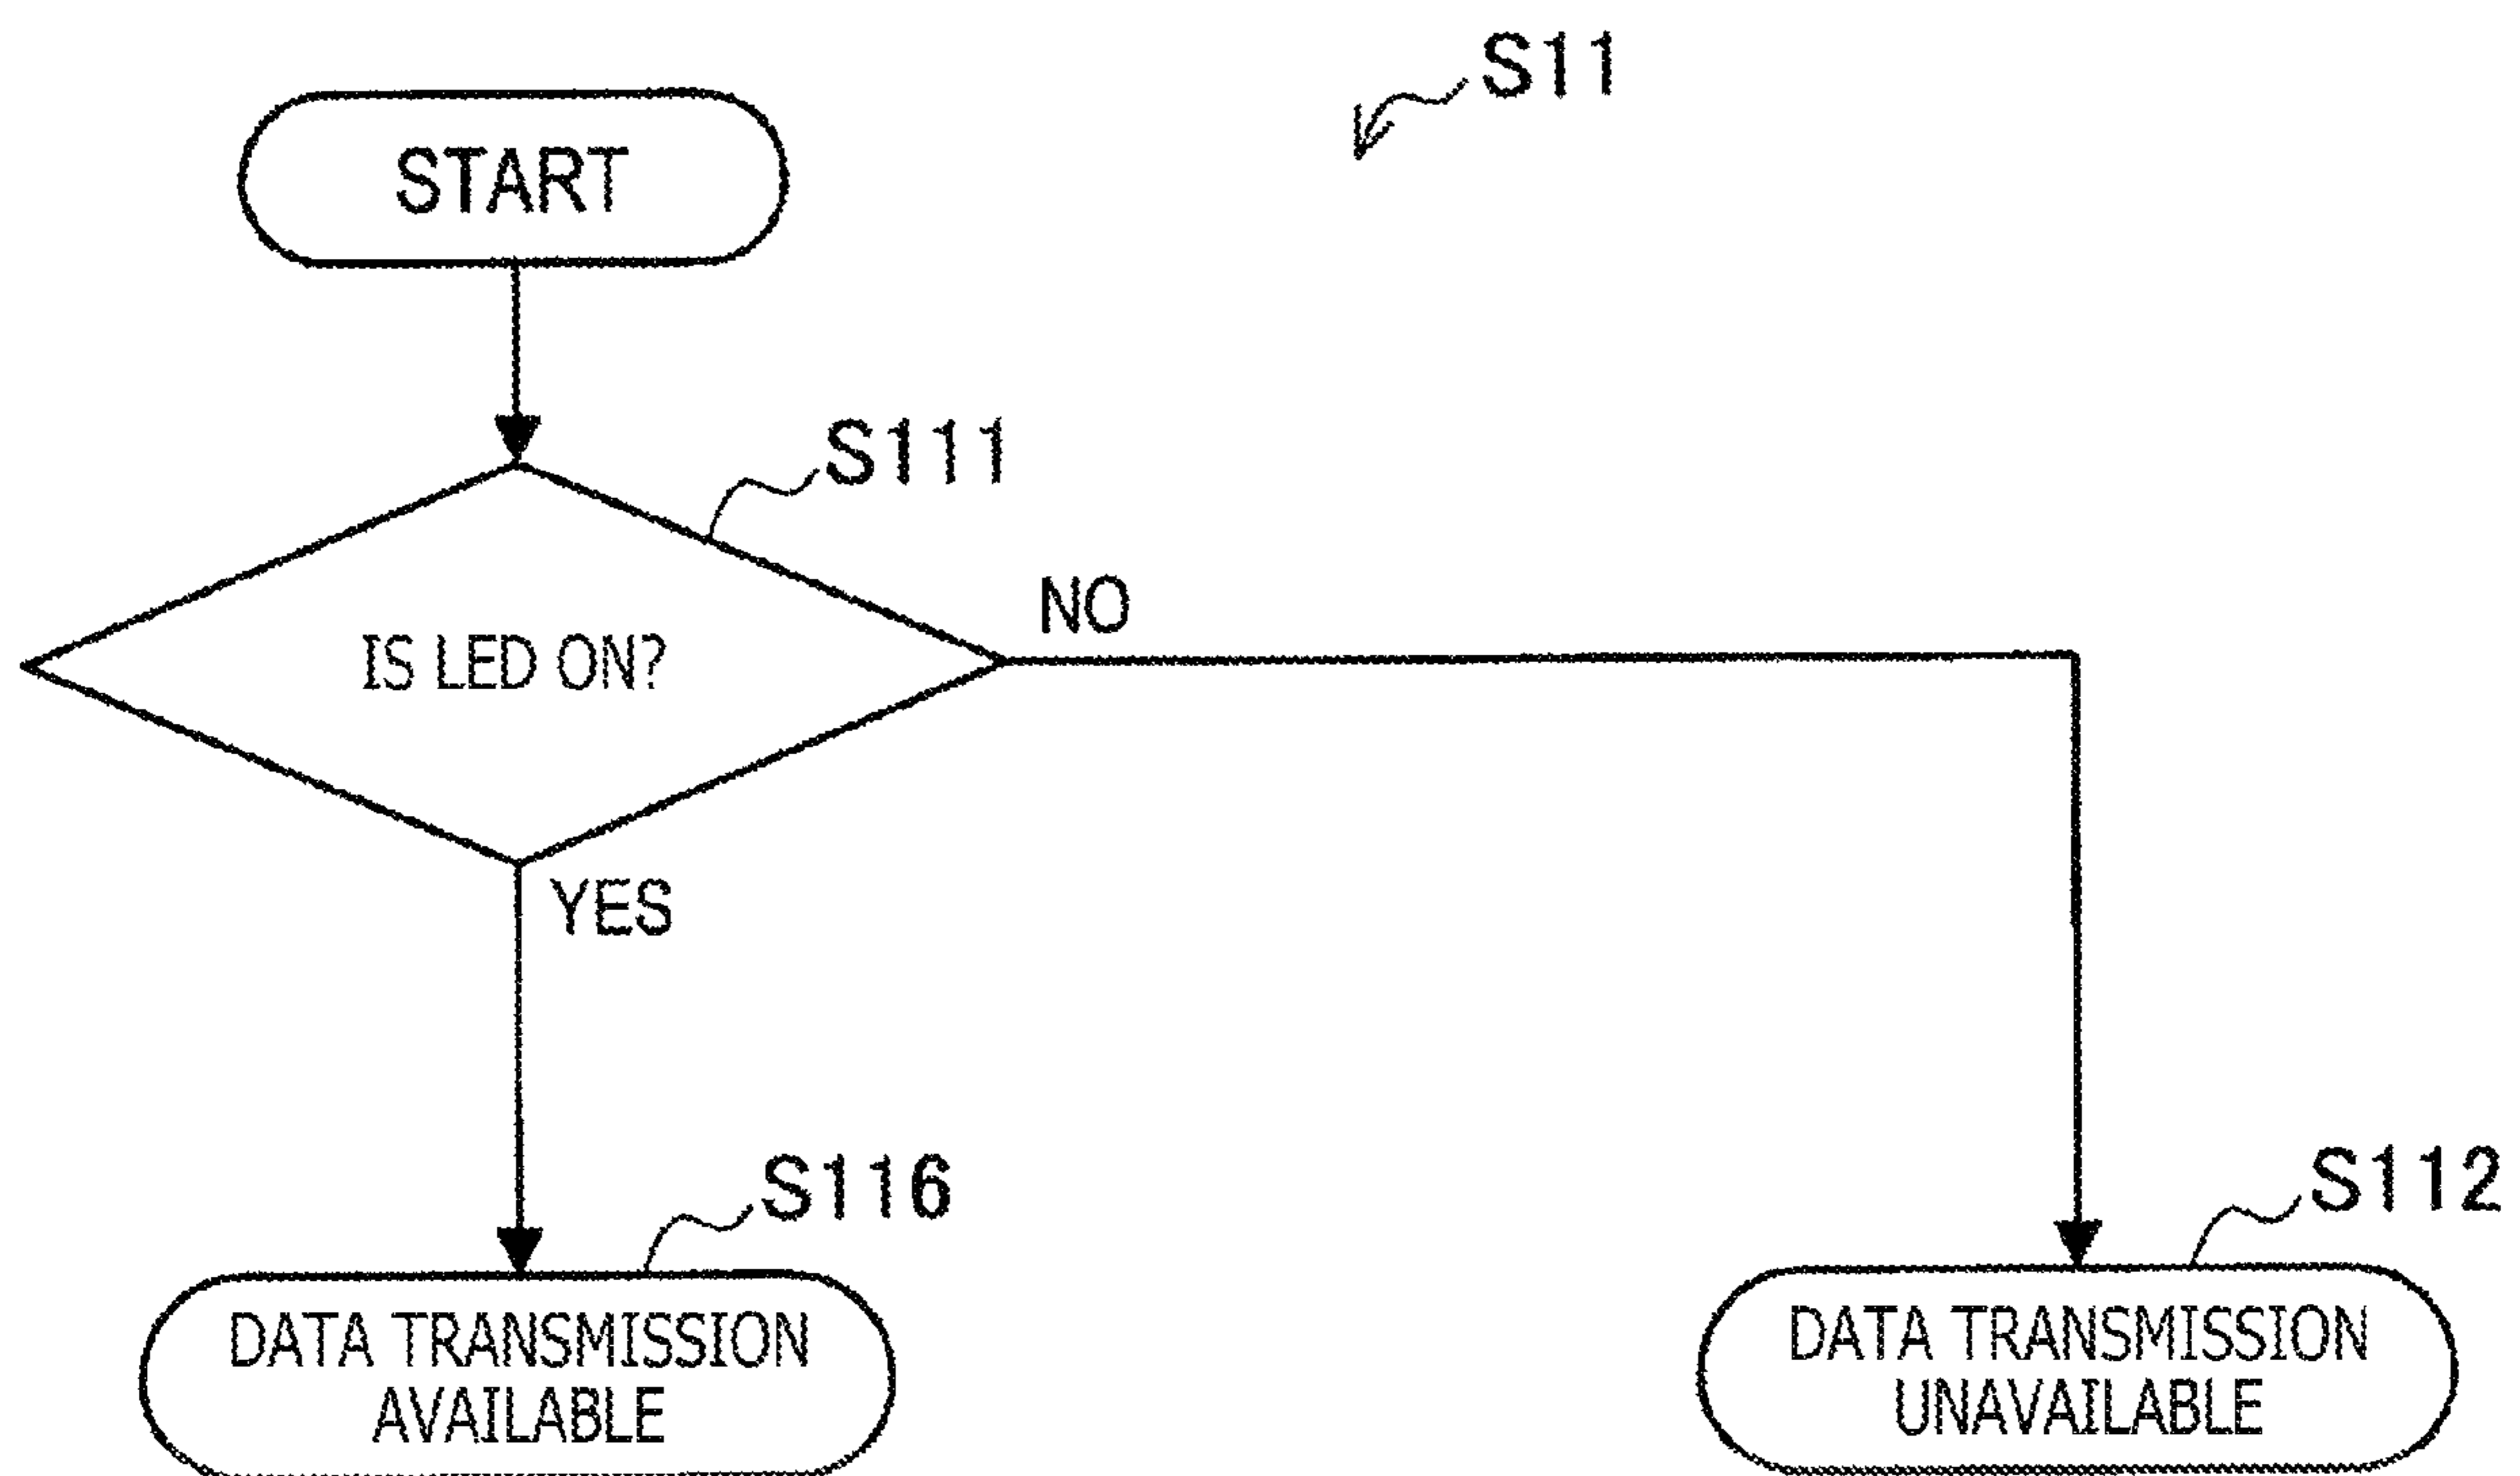 S11
START
S111
NO
IS LED ON?
YES
S116
S112
DATA TRANSMISSION
AVAILABLE
DATA TRANSMISSION
UNAVAILABLE